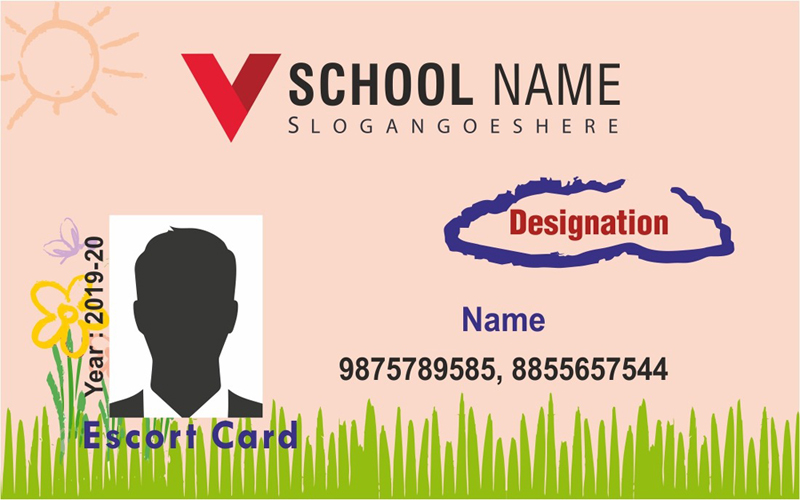 SCHOOL NAME
SLOGANGOESHERE
Designation
Year : 2019-20
Name
9875789585, 8855657544
Escort Card